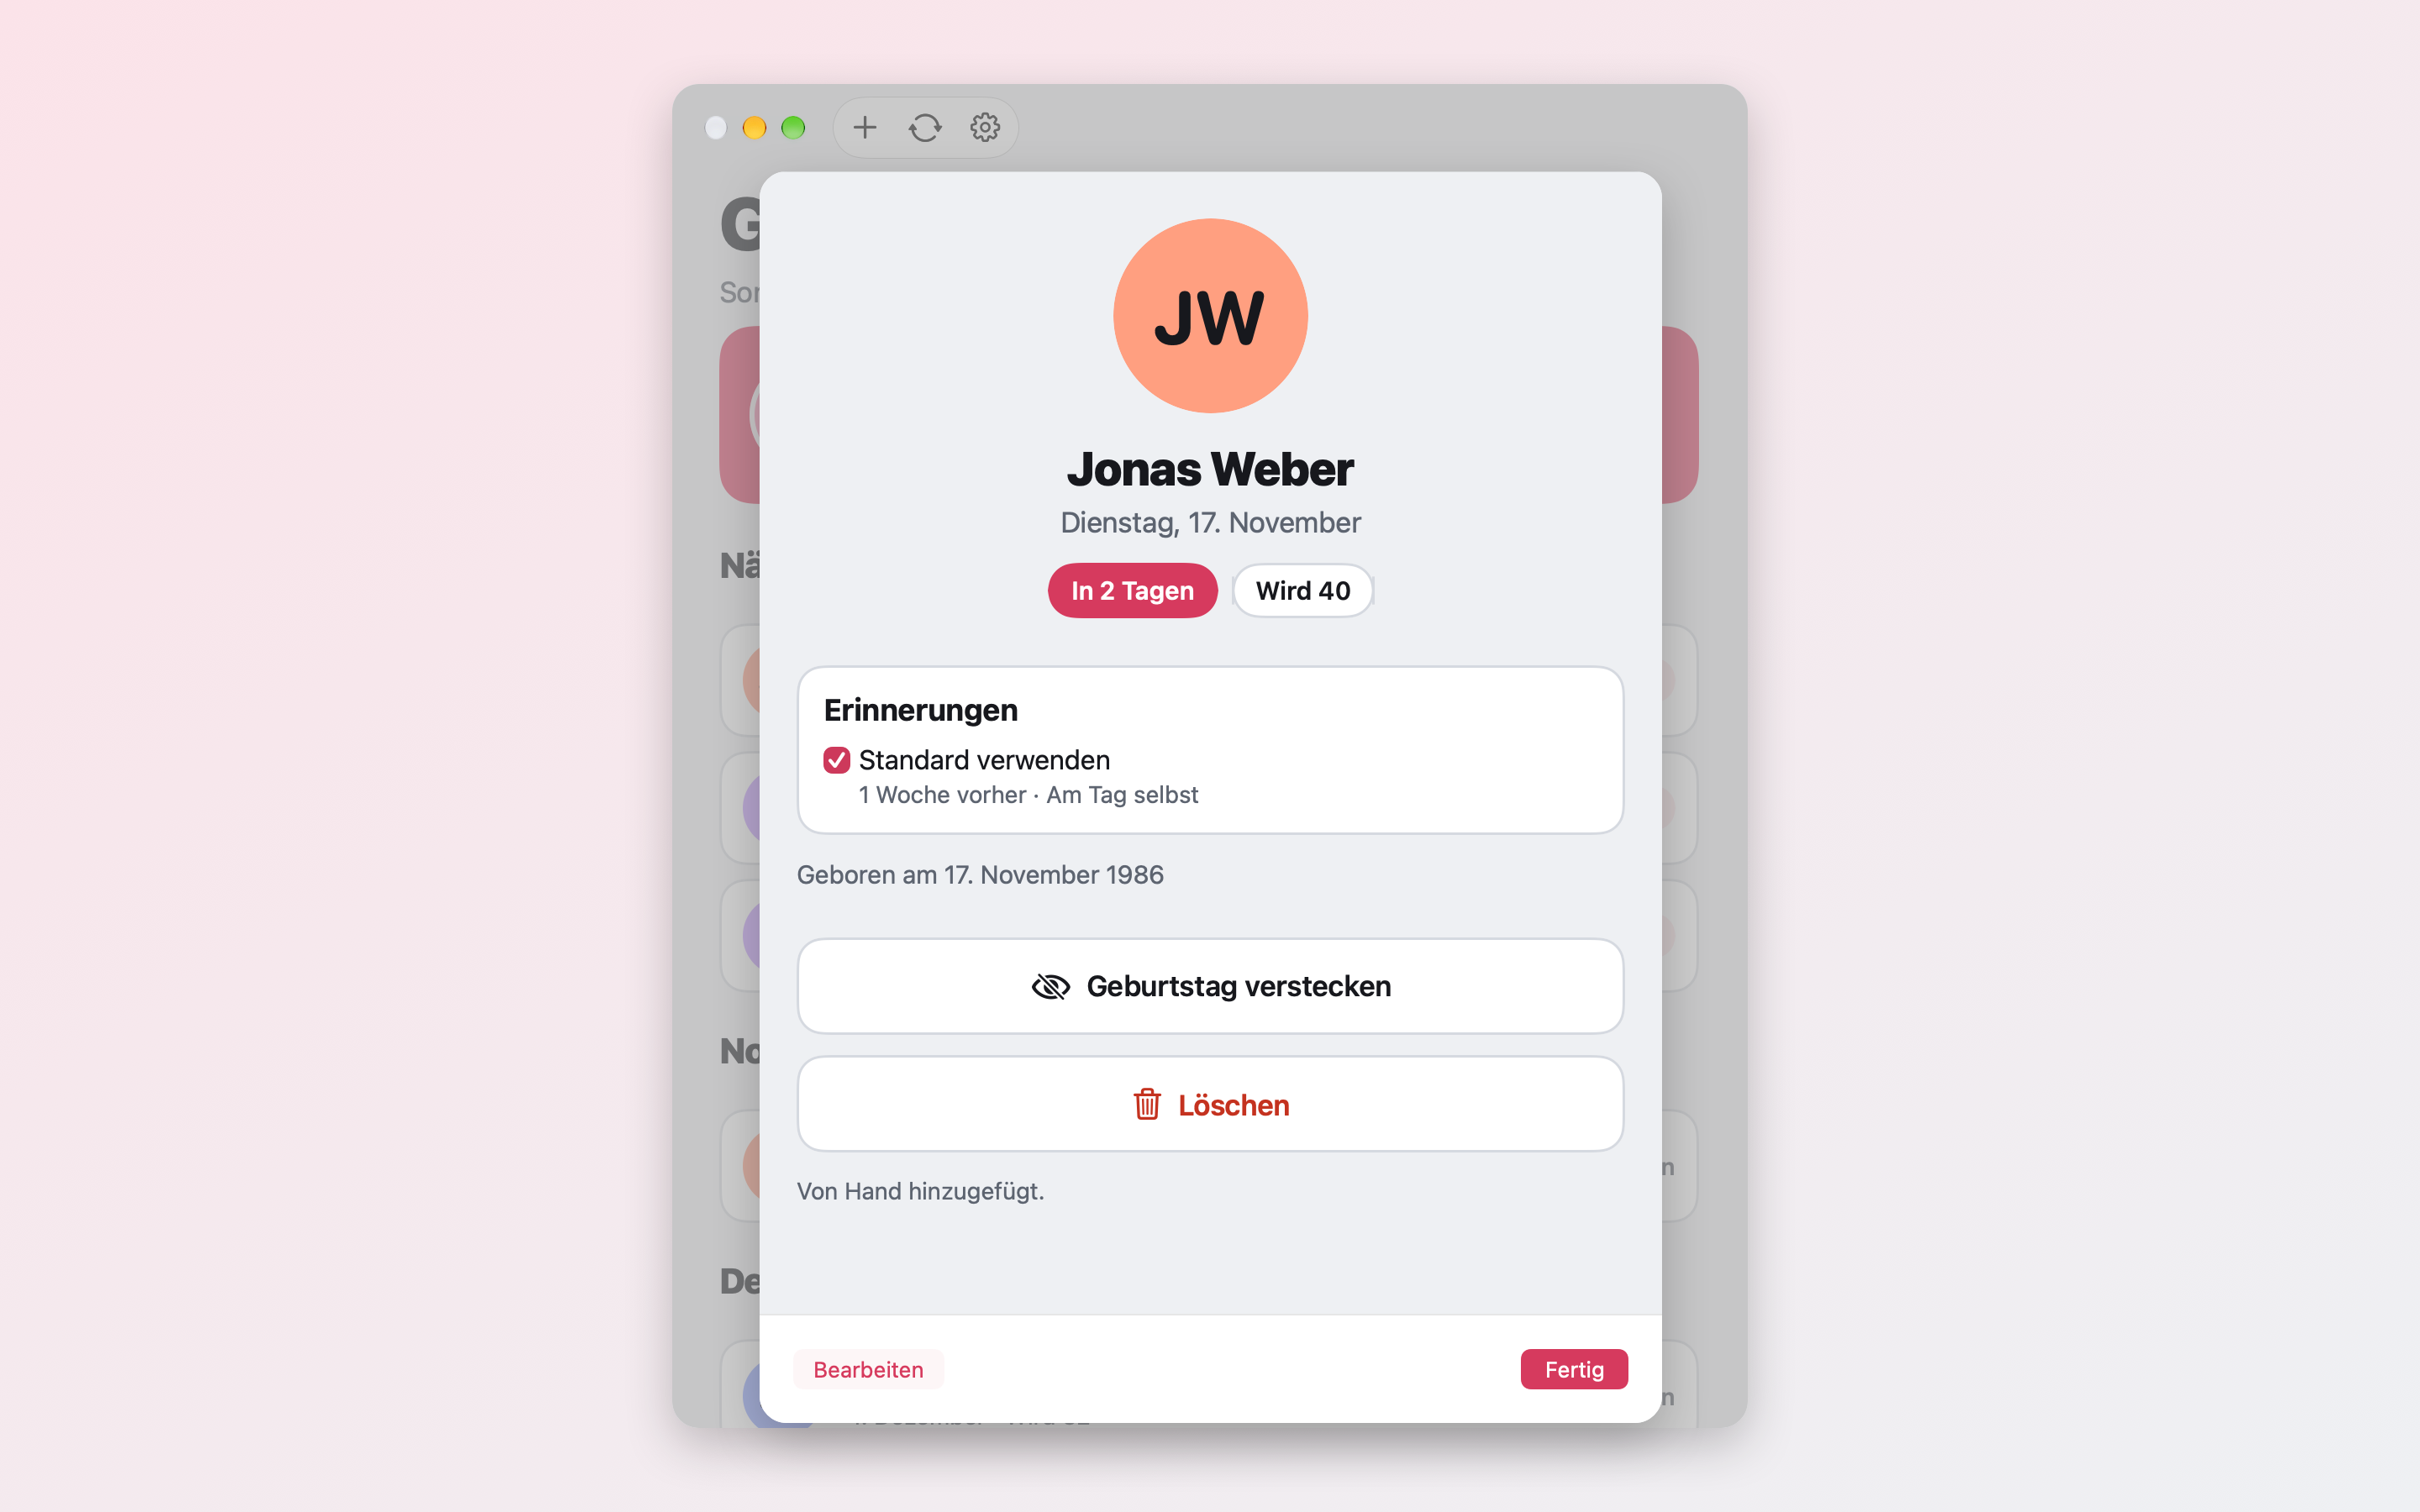 JW
Jonas Weber
Dienstag, 17. November
In 2 Tagen
Wird 40
Erinnerungen
Standard verwenden
1 Woche vorher · Am Tag selbst
Geboren am 17. November 1986
Geburtstag verstecken
Löschen
Von Hand hinzugefügt.
Bearbeiten
Fertig